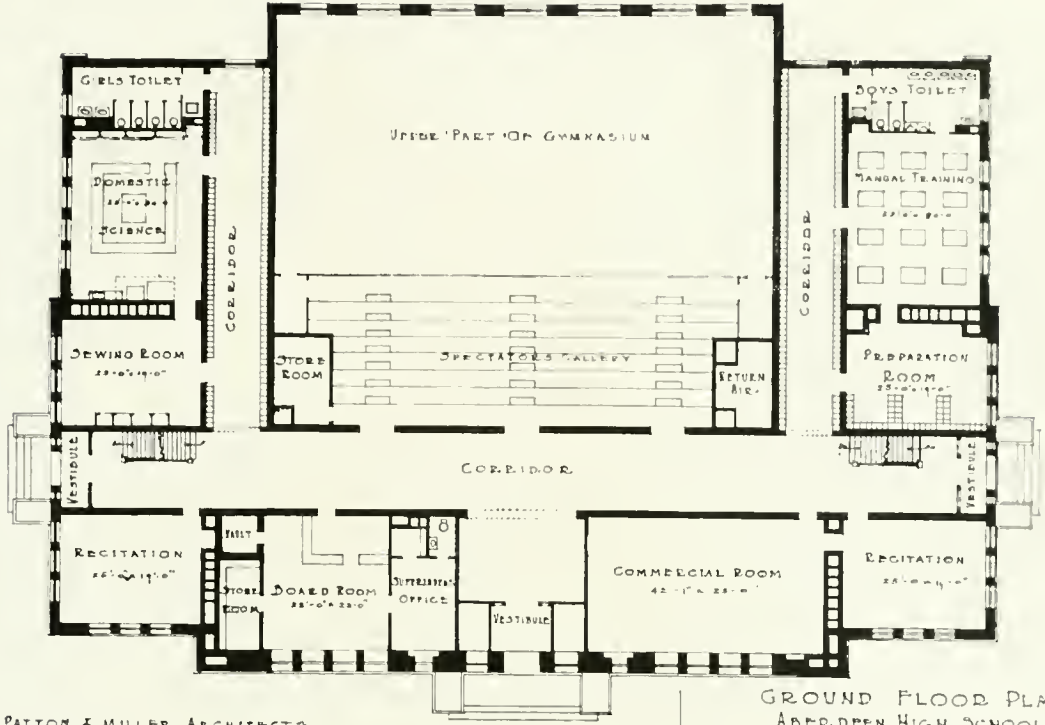 GIRLS TOILET
BOYS TOILET
UPPER PART OF GYMNASIUM
DOMESTIC
SCIENCE
MANUAL TRAINING
CORRIDOR
CORRIDOR
SEWING ROOM
STORE
ROOM
SPECTATORS GALLERY
RETURN
AIR
PREPARATION
ROOM
VESTIBULE
CORRIDOR
VESTIBULE
RECITATION
VAULT
STORE
ROOM
BOARD ROOM
OFFICE
VESTIBULE
COMMERCIAL ROOM
RECITATION
PATTON & MILLER ARCHITECTS
GROUND FLOOR PLA
ABERDEEN HIGH SCHOOL